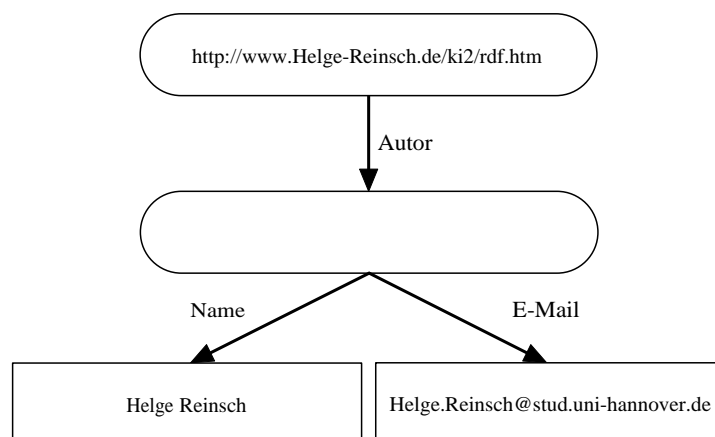 http://www.Helge-Reinsch.de/ki2/rdf.htm
Autor
Name
E-Mail
Helge Reinsch
Helge.Reinsch@stud.uni-hannover.de